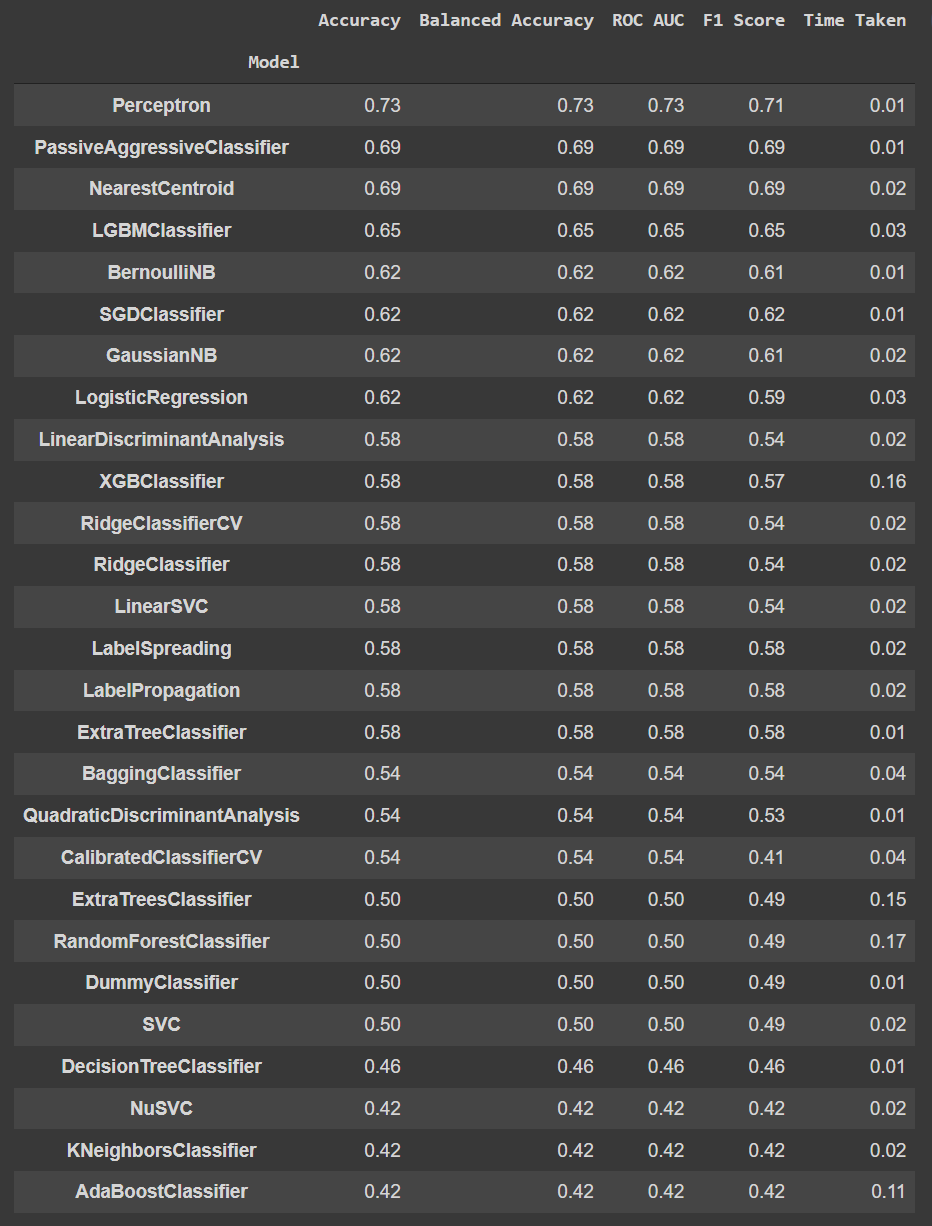 Accuracy Balanced Accuracy ROC AUC F1 Score Time Taken
Model
Perceptron 0.73 0.73 0.73 0.71 0.01
PassiveAggressiveClassifier 0.69 0.69 0.69 0.69 0.01
NearestCentroid 0.69 0.69 0.69 0.69 0.02
LGBMClassifier 0.65 0.65 0.65 0.65 0.03
BernoulliNB 0.62 0.62 0.62 0.61 0.01
SGDClassifier 0.62 0.62 0.62 0.62 0.01
GaussianNB 0.62 0.62 0.62 0.61 0.02
LogisticRegression 0.62 0.62 0.62 0.59 0.03
LinearDiscriminantAnalysis 0.58 0.58 0.58 0.54 0.02
XGBClassifier 0.58 0.58 0.58 0.57 0.16
RidgeClassifierCV 0.58 0.58 0.58 0.54 0.02
RidgeClassifier 0.58 0.58 0.58 0.54 0.02
LinearSVC 0.58 0.58 0.58 0.54 0.02
LabelSpreading 0.58 0.58 0.58 0.58 0.02
LabelPropagation 0.58 0.58 0.58 0.58 0.02
ExtraTreeClassifier 0.58 0.58 0.58 0.58 0.01
BaggingClassifier 0.54 0.54 0.54 0.54 0.04
QuadraticDiscriminantAnalysis 0.54 0.54 0.54 0.53 0.01
CalibratedClassifierCV 0.54 0.54 0.54 0.41 0.04
ExtraTreesClassifier 0.50 0.50 0.50 0.49 0.15
RandomForestClassifier 0.50 0.50 0.50 0.49 0.17
DummyClassifier 0.50 0.50 0.50 0.49 0.01
SVC 0.50 0.50 0.50 0.49 0.02
DecisionTreeClassifier 0.46 0.46 0.46 0.46 0.01
NuSVC 0.42 0.42 0.42 0.42 0.02
KNeighborsClassifier 0.42 0.42 0.42 0.42 0.02
AdaBoostClassifier 0.42 0.42 0.42 0.42 0.11